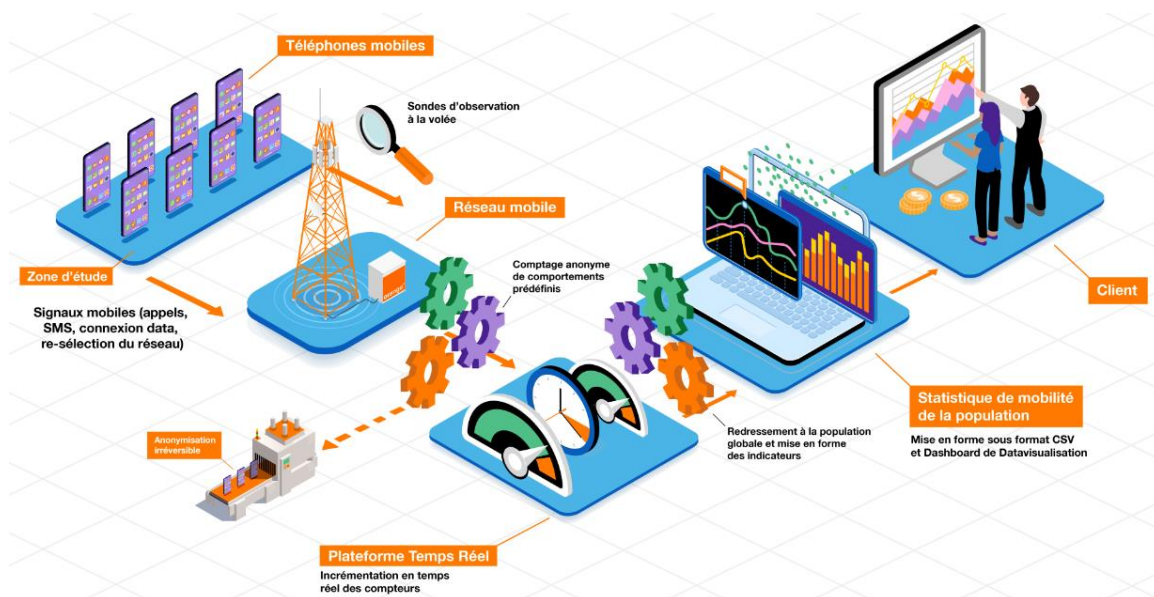 Téléphones mobiles
Sondes d'observation
à la volée
Réseau mobile
Zone d'étude
Signaux mobiles (appels,
SMS, connexion data,
re-sélection du réseau)
Comptage anonyme
de comportements
prédéfinis
Client
Anonymisation
irréversible
Redressement à la population
globale et mise en forme
des indicateurs
Statistique de mobilité
de la population
Mise en forme sous format CSV
et Dashboard de Datavisualisation
Plateforme Temps Réel
Incrémentation en temps
réel des compteurs